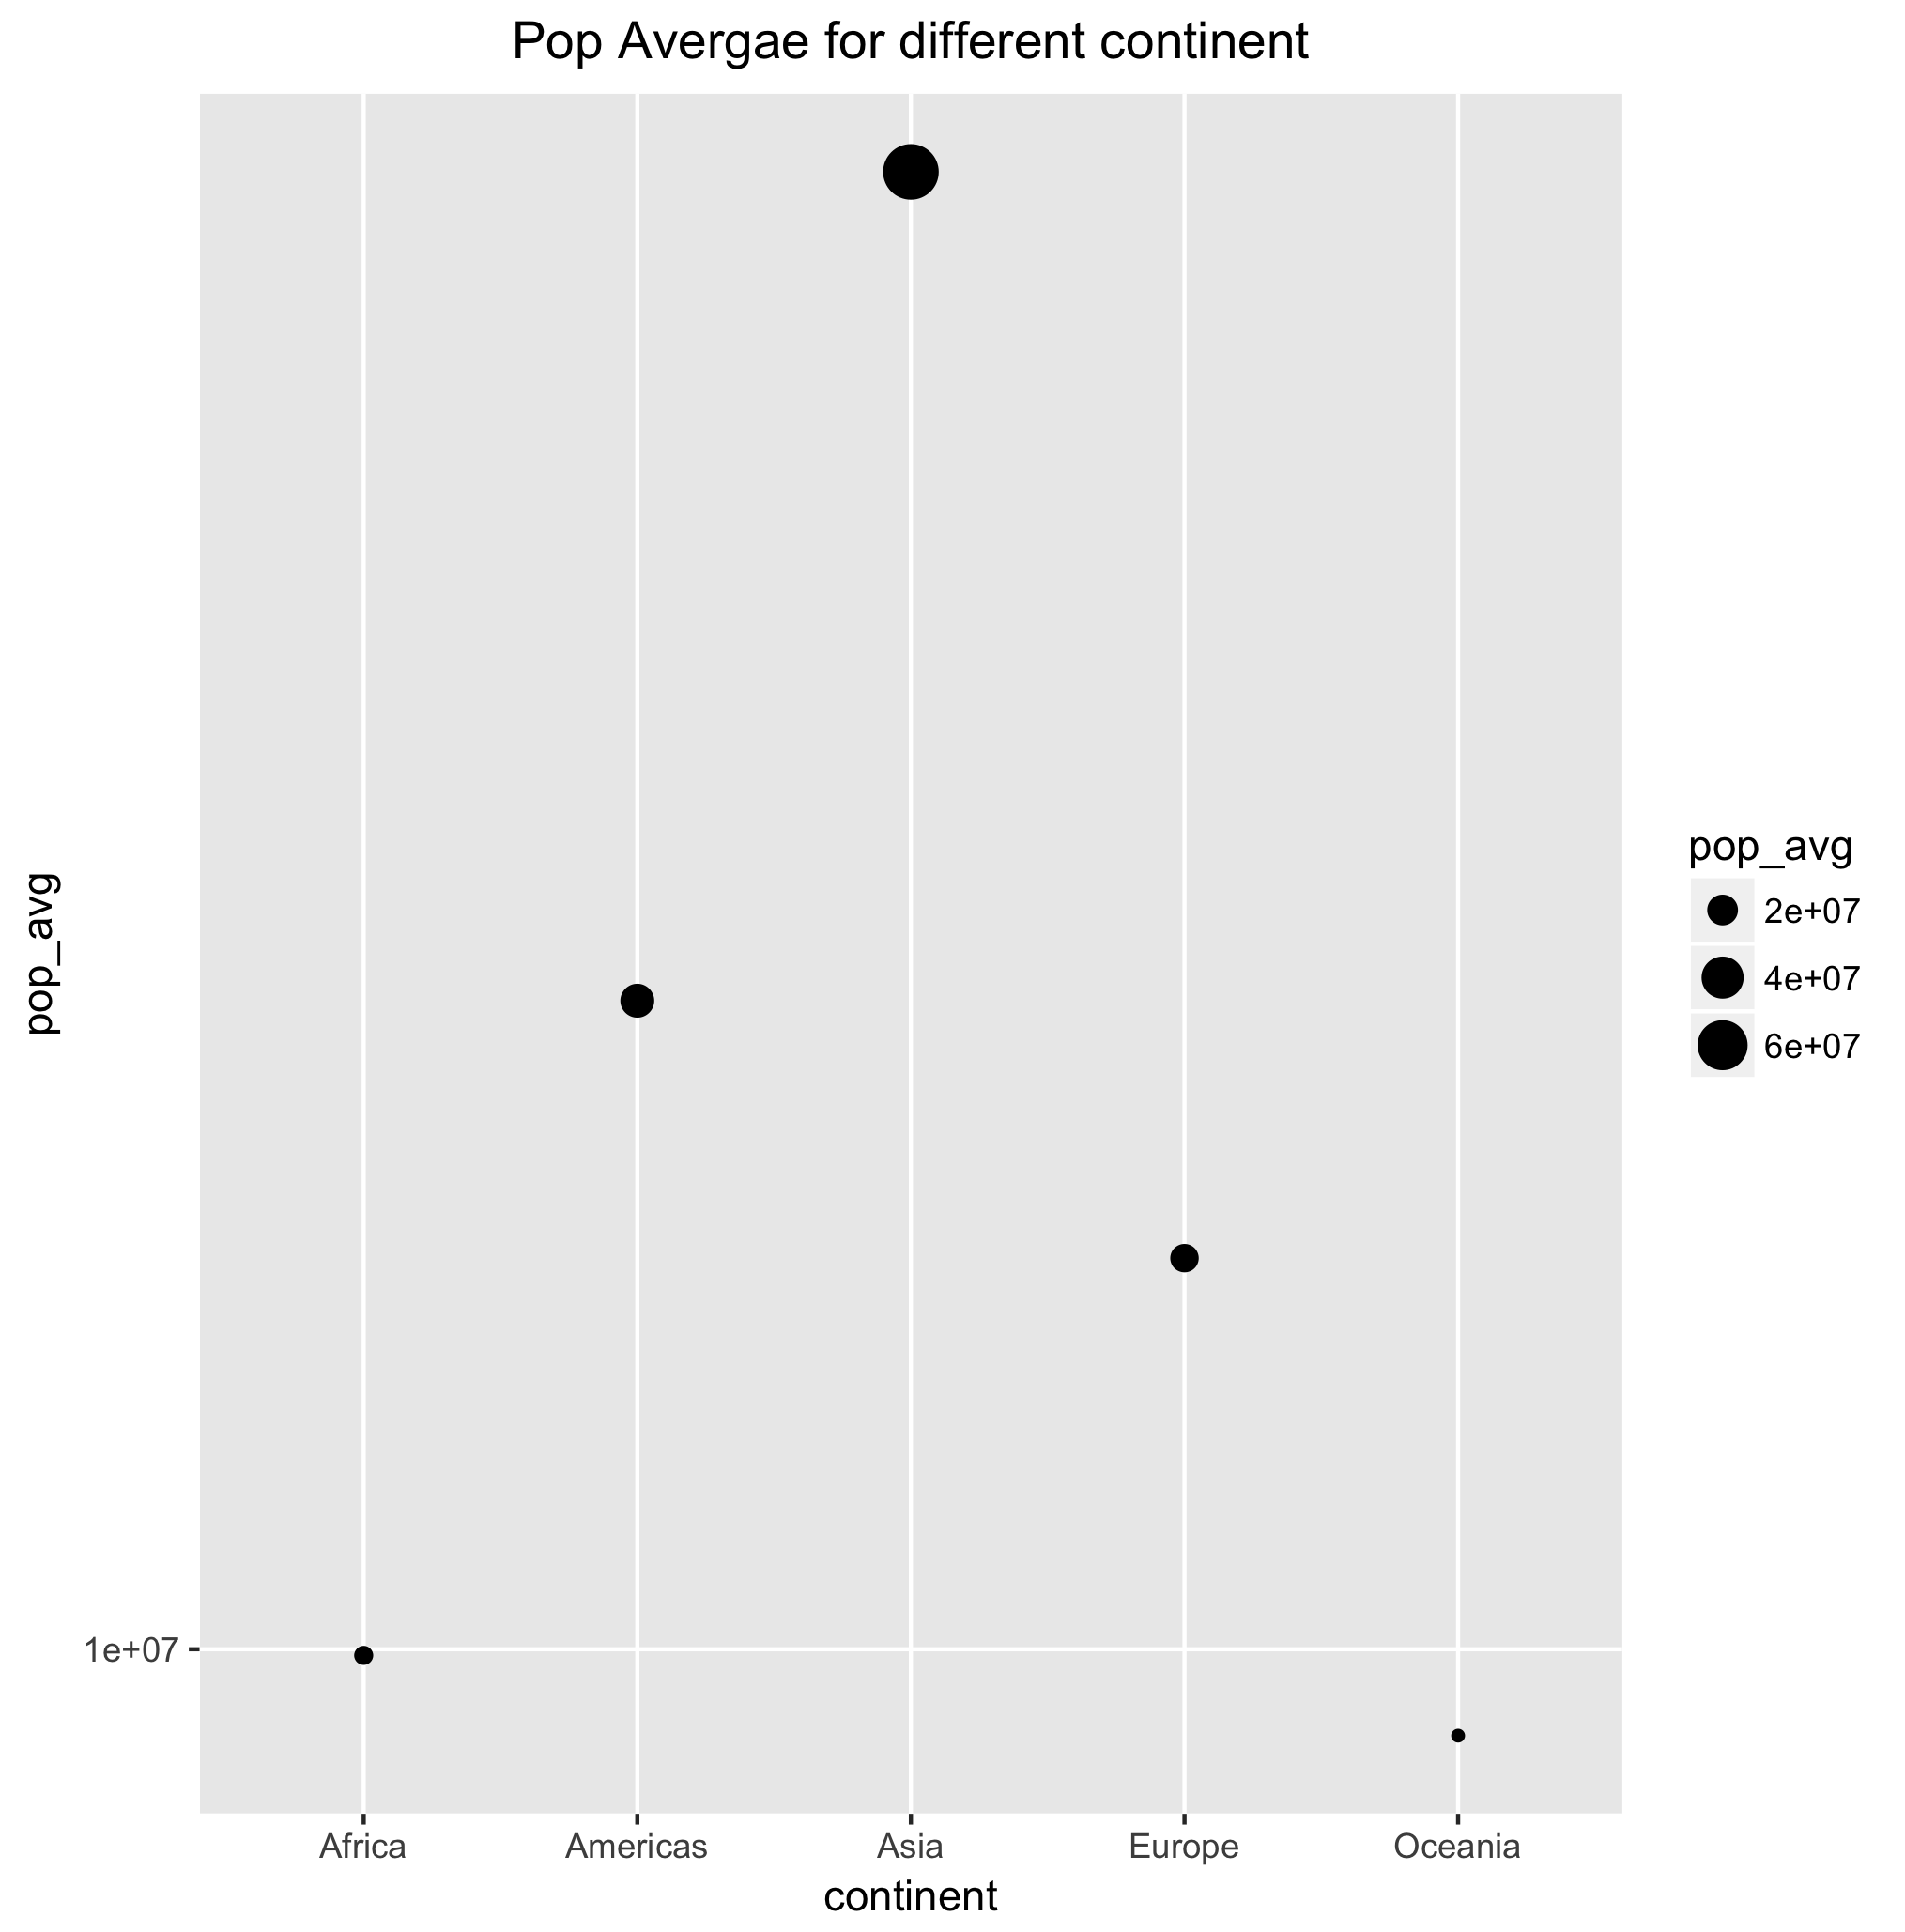 Pop Avergae for different continent
pop_avg
1e+07
Africa Americas Asia Europe Oceania
continent
pop_avg
2e+07
4e+07
6e+07